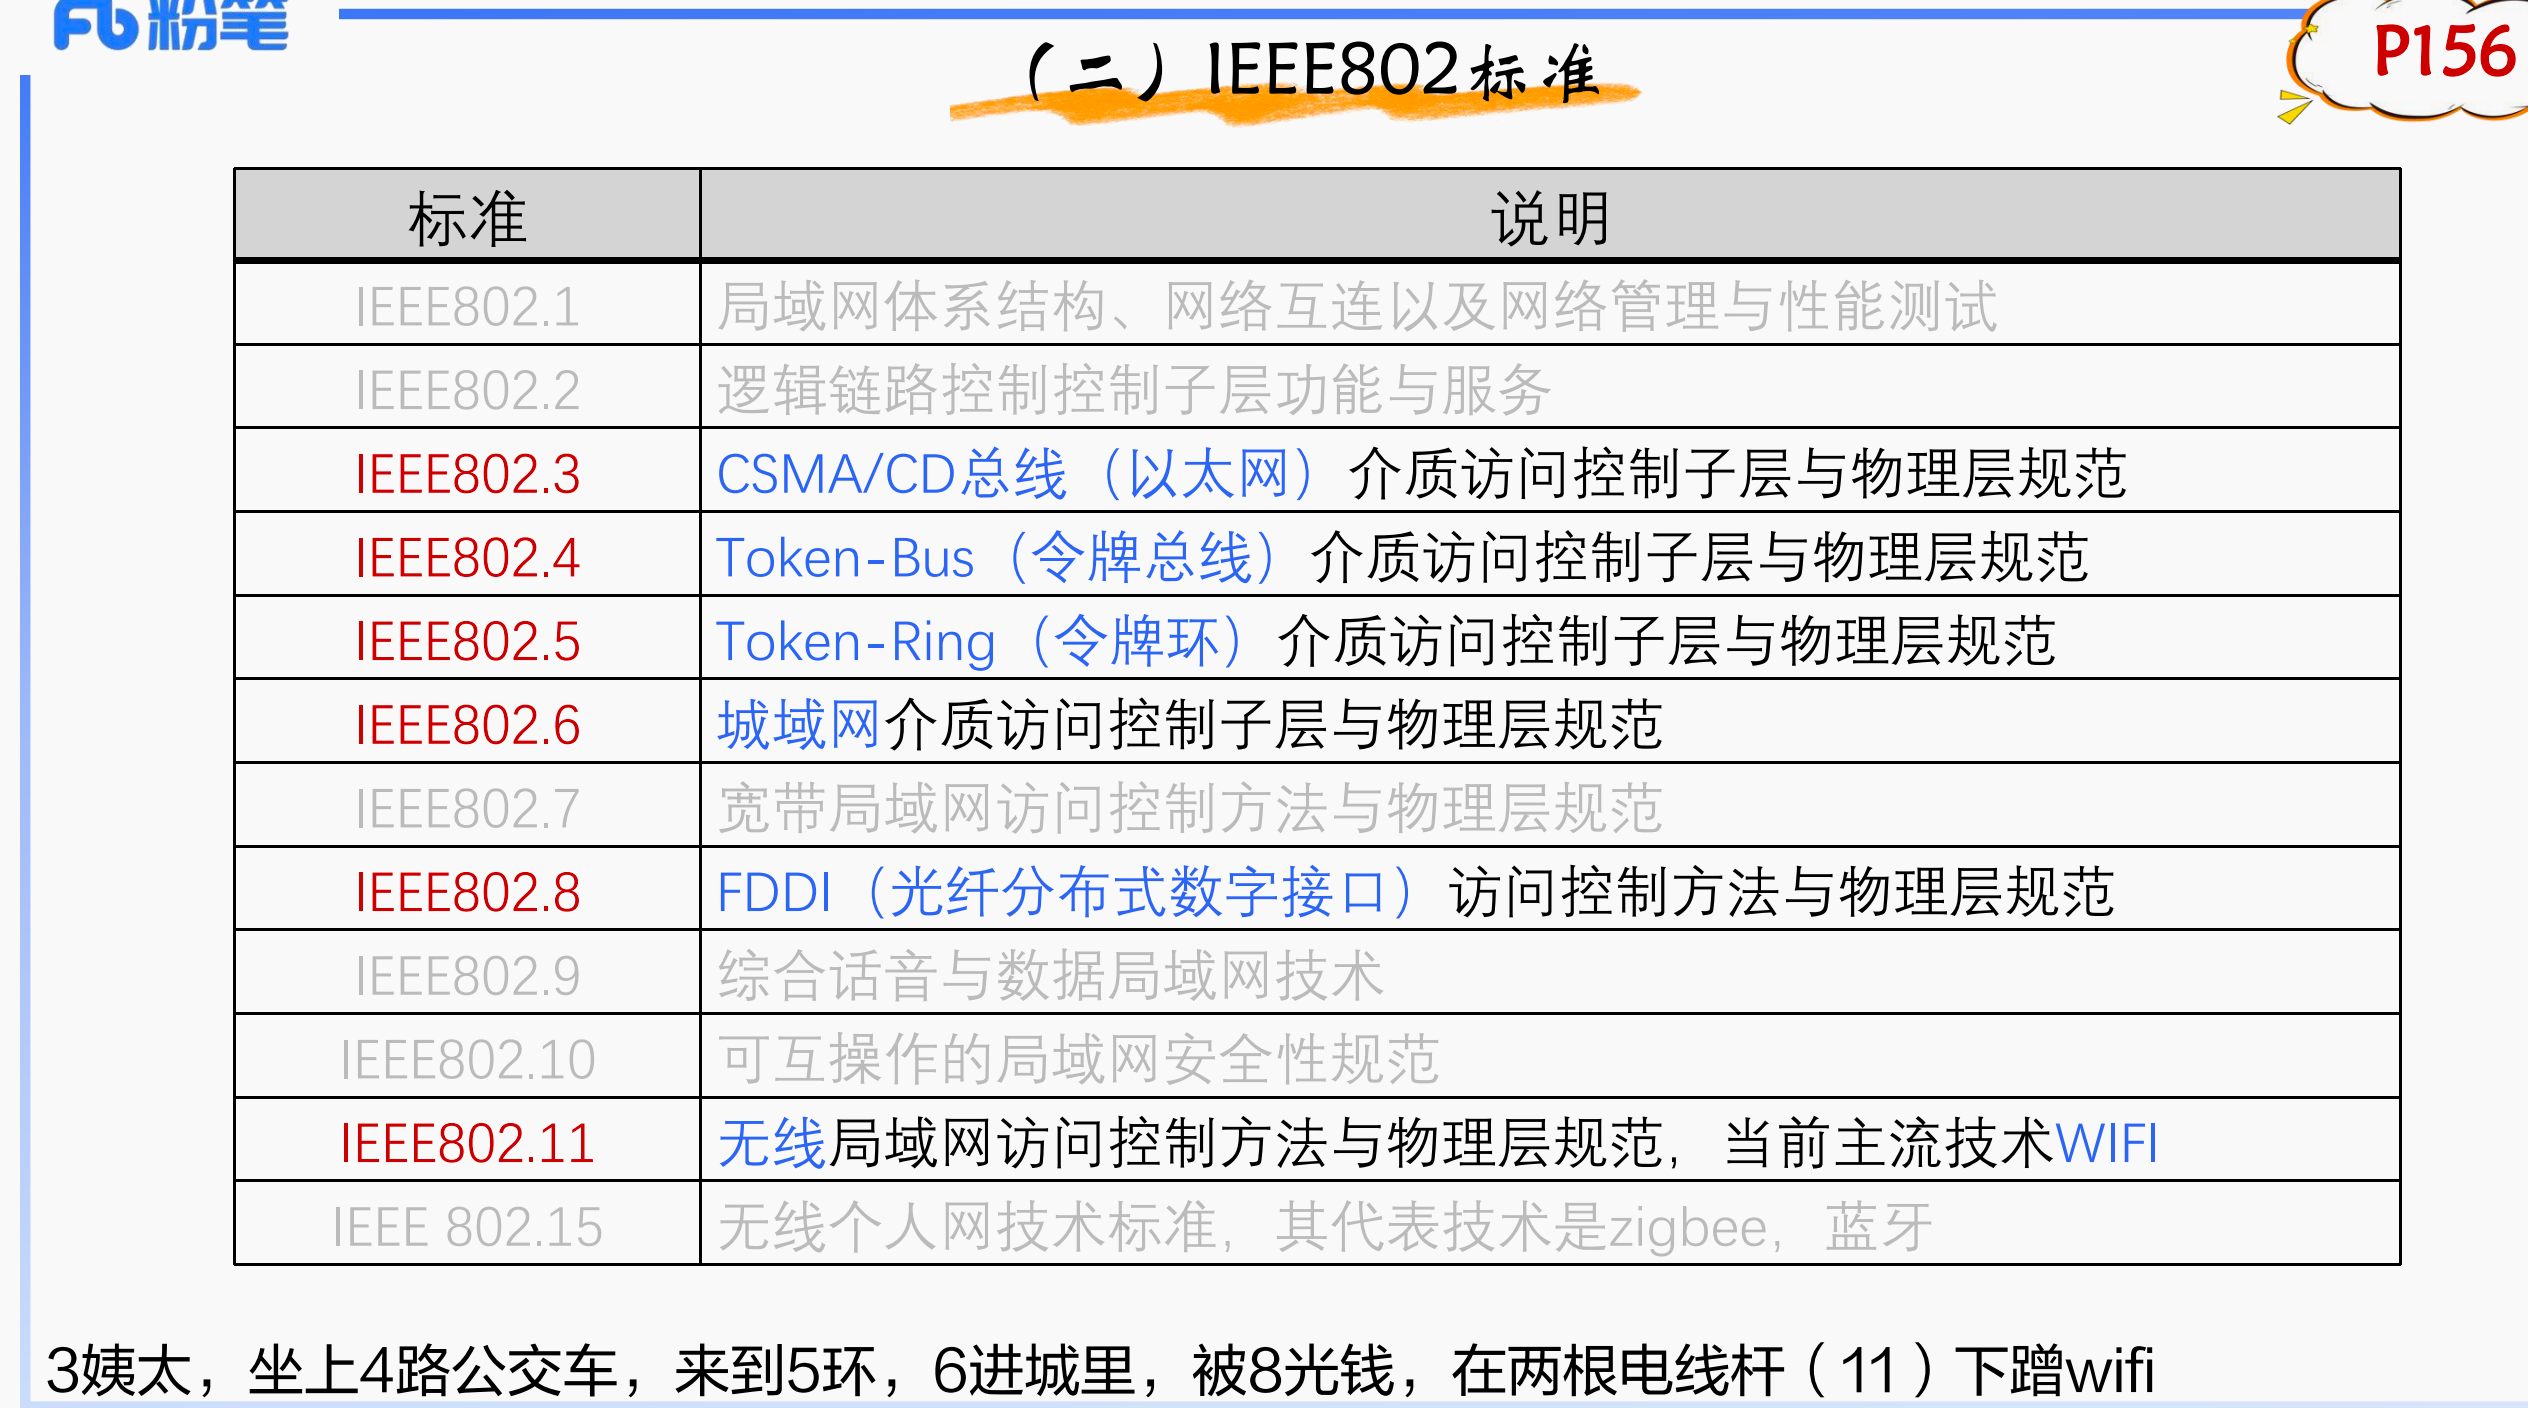 粉笔
(二)IEEE802标准
P156
标准 说明
IEEE802.1 局域网体系结构、网络互连以及网络管理与性能测试
IEEE802.2 逻辑链路控制控制子层功能与服务
IEEE802.3 CSMA/CD总线（以太网）介质访问控制子层与物理层规范
IEEE802.4 Token-Bus（令牌总线）介质访问控制子层与物理层规范
IEEE802.5 Token-Ring（令牌环）介质访问控制子层与物理层规范
IEEE802.6 城域网介质访问控制子层与物理层规范
IEEE802.7 宽带局域网访问控制方法与物理层规范
IEEE802.8 FDDI（光纤分布式数字接口）访问控制方法与物理层规范
IEEE802.9 综合话音与数据局域网技术
IEEE802.10 可互操作的局域网安全性规范
IEEE802.11 无线局域网访问控制方法与物理层规范，当前主流技术WIFI
IEEE 802.15 无线个人网技术标准，其代表技术是zigbee，蓝牙
3姨太，坐上4路公交车，来到5环，6进城里，被8光钱，在两根电线杆（11）下蹭wifi